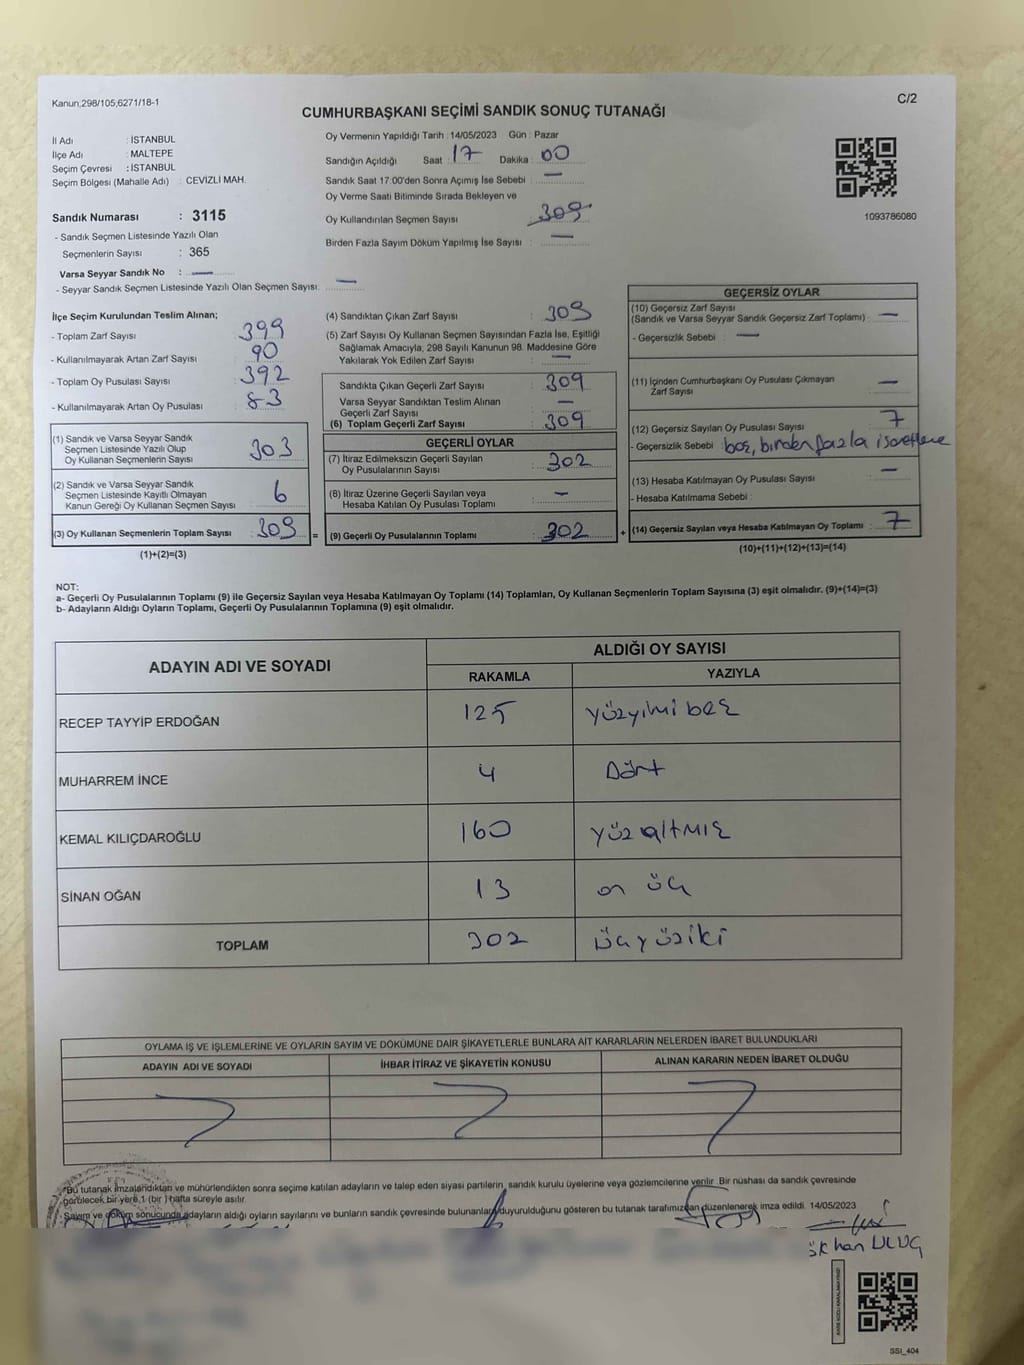 Kanun,298/105;6271/18-1
C/2
CUMHURBAŞKANI SEÇİMİ SANDIK SONUÇ TUTANAĞI
İl Adı : İSTANBUL
İlçe Adı : MALTEPE
Seçim Çevresi : İSTANBUL
Seçim Bölgesi (Mahalle Adı) : CEVİZLİ MAH.
Sandık Numarası : 3115
- Sandık Seçmen Listesinde Yazılı Olan
Seçmenlerin Sayısı : 365
Varsa Seyyar Sandık No : —
- Seyyar Sandık Seçmen Listesinde Yazılı Olan Seçmen Sayısı: —
Oy Vermenin Yapıldığı Tarih : 14/05/2023 Gün : Pazar
Sandığın Açıldığı Saat : 17 Dakika : 00
Sandık Saat 17:00'den Sonra Açımış İse Sebebi : —
Oy Verme Saati Bitiminde Sırada Bekleyen ve
Oy Kullandırılan Seçmen Sayısı : 309
Birden Fazla Sayım Döküm Yapılmış İse Sayısı : —
1093786080
İlçe Seçim Kurulundan Teslim Alınan;
- Toplam Zarf Sayısı : 399
- Kullanılmayarak Artan Zarf Sayısı : 90
- Toplam Oy Pusulası Sayısı : 392
- Kullanılmayarak Artan Oy Pusulası : 83
(1) Sandık ve Varsa Seyyar Sandık
Seçmen Listesinde Yazılı Olup
Oy Kullanan Seçmenlerin Sayısı : 303
(2) Sandık ve Varsa Seyyar Sandık
Seçmen Listesinde Kayıtlı Olmayan
Kanun Gereği Oy Kullanan Seçmen Sayısı : 6
(3) Oy Kullanan Seçmenlerin Toplam Sayısı : 309
(1)+(2)=(3)
(4) Sandıktan Çıkan Zarf Sayısı : 309
(5) Zarf Sayısı Oy Kullanan Seçmen Sayısından Fazla İse, Eşitliği
Sağlamak Amacıyla, 298 Sayılı Kanunun 98. Maddesine Göre
Yakılarak Yok Edilen Zarf Sayısı : —
Sandıkta Çıkan Geçerli Zarf Sayısı : 309
Varsa Seyyar Sandıktan Teslim Alınan
Geçerli Zarf Sayısı : —
(6) Toplam Geçerli Zarf Sayısı : 309
GEÇERLİ OYLAR
(7) İtiraz Edilmeksizin Geçerli Sayılan
Oy Pusulalarının Sayısı : 302
(8) İtiraz Üzerine Geçerli Sayılan veya
Hesaba Katılan Oy Pusulası Toplamı : —
= (9) Geçerli Oy Pusulalarının Toplamı : 302 +
GEÇERSİZ OYLAR
(10) Geçersiz Zarf Sayısı
(Sandık ve Varsa Seyyar Sandık Geçersiz Zarf Toplamı) : —
- Geçersizlik Sebebi : —
(11) İçinden Cumhurbaşkanı Oy Pusulası Çıkmayan
Zarf Sayısı : —
(12) Geçersiz Sayılan Oy Pusulası Sayısı : 7
- Geçersizlik Sebebi : boş, birden fazla işaretleme
(13) Hesaba Katılmayan Oy Pusulası Sayısı : —
- Hesaba Katılmama Sebebi :
(14) Geçersiz Sayılan veya Hesaba Katılmayan Oy Toplamı : 7
(10)+(11)+(12)+(13)=(14)
NOT:
a- Geçerli Oy Pusulalarının Toplamı (9) ile Geçersiz Sayılan veya Hesaba Katılmayan Oy Toplamı (14) Toplamları, Oy Kullanan Seçmenlerin Toplam Sayısına (3) eşit olmalıdır. (9)+(14)=(3)
b- Adayların Aldığı Oyların Toplamı, Geçerli Oy Pusulalarının Toplamına (9) eşit olmalıdır.
ADAYIN ADI VE SOYADI
ALDIĞI OY SAYISI
RAKAMLA YAZIYLA
RECEP TAYYİP ERDOĞAN 125 yüzyimi beş
MUHARREM İNCE 4 Dört
KEMAL KILIÇDAROĞLU 160 yüz altmış
SİNAN OĞAN 13 on üç
TOPLAM 302 üçyüziki
OYLAMA İŞ VE İŞLEMLERİNE VE OYLARIN SAYIM VE DÖKÜMÜNE DAİR ŞİKAYETLERLE BUNLARA AİT KARARLARIN NELERDEN İBARET BULUNDUKLARI
ADAYIN ADI VE SOYADI İHBAR İTİRAZ VE ŞİKAYETİN KONUSU ALINAN KARARIN NEDEN İBARET OLDUĞU
*Bu tutanak imzalandıktan ve mühürlendikten sonra seçime katılan adayların ve talep eden siyasi partilerin, sandık kurulu üyelerine veya gözlemcilerine verilir. Bir nüshası da sandık çevresinde
görülecek bir yere 1 (bir ) hafta süreyle asılır.
Sayım ve döküm sonucunda adayların aldığı oyların sayılarını ve bunların sandık çevresinde bulunanlara duyurulduğunu gösteren bu tutanak tarafımızdan düzenlenerek imza edildi. 14/05/2023
SSI_404